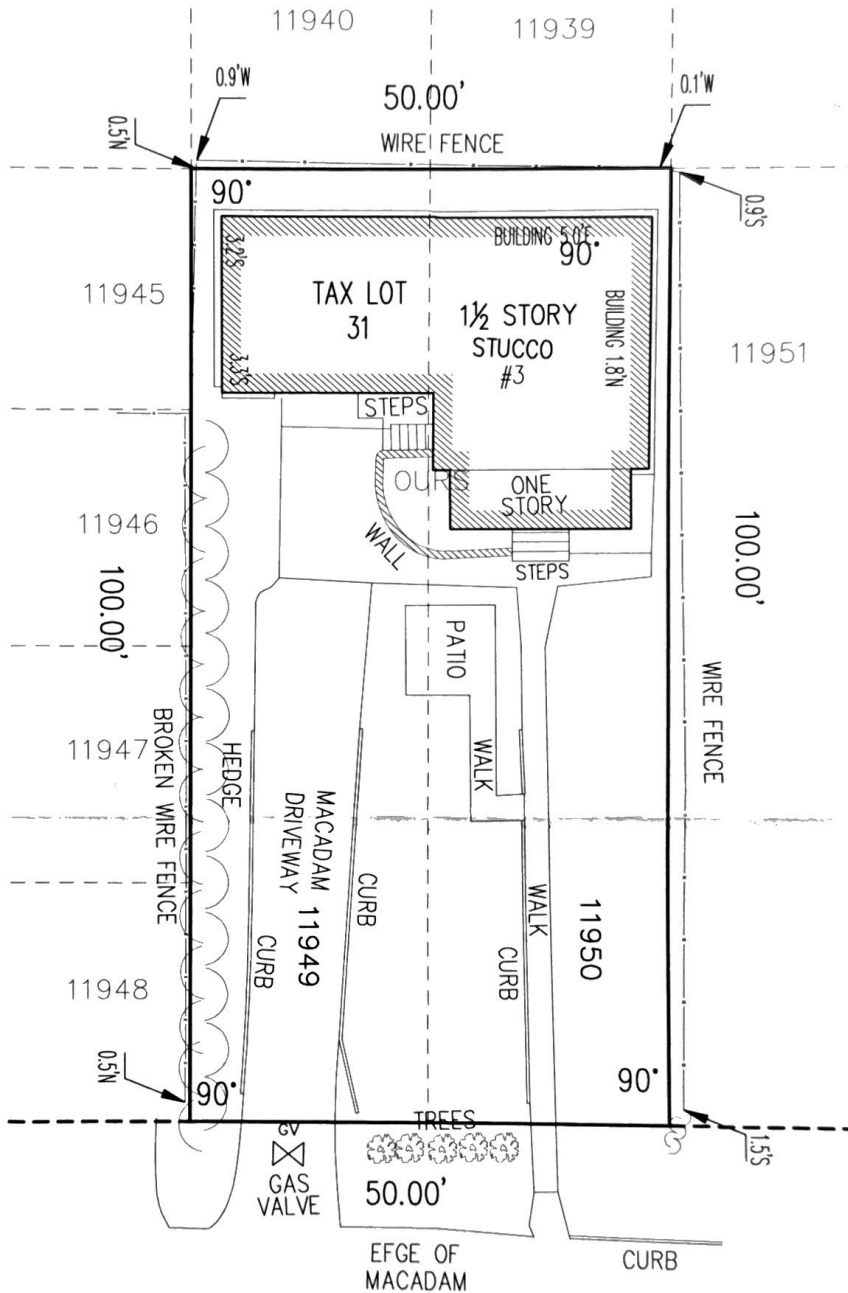 11940
11939
0.9'W
50.00'
0.1'W
WIRE FENCE
0.5'N
0.9'S
90°
BUILDING 5.0'E
90°
3.2'S
TAX LOT
31
1½ STORY
STUCCO
#3
BUILDING 1.8'N
11945
11951
3.3'S
STEPS
OURS
ONE
STORY
WALL
STEPS
11946
100.00'
100.00'
PATIO
WIRE FENCE
11947
BROKEN WIRE FENCE
HEDGE
WALK
MACADAM
DRIVEWAY
11949
CURB
CURB
WALK
CURB
11950
11948
0.5'N
90°
90°
TREES
GV
GAS
VALVE
50.00'
1.5'S
EFGE OF
MACADAM
CURB